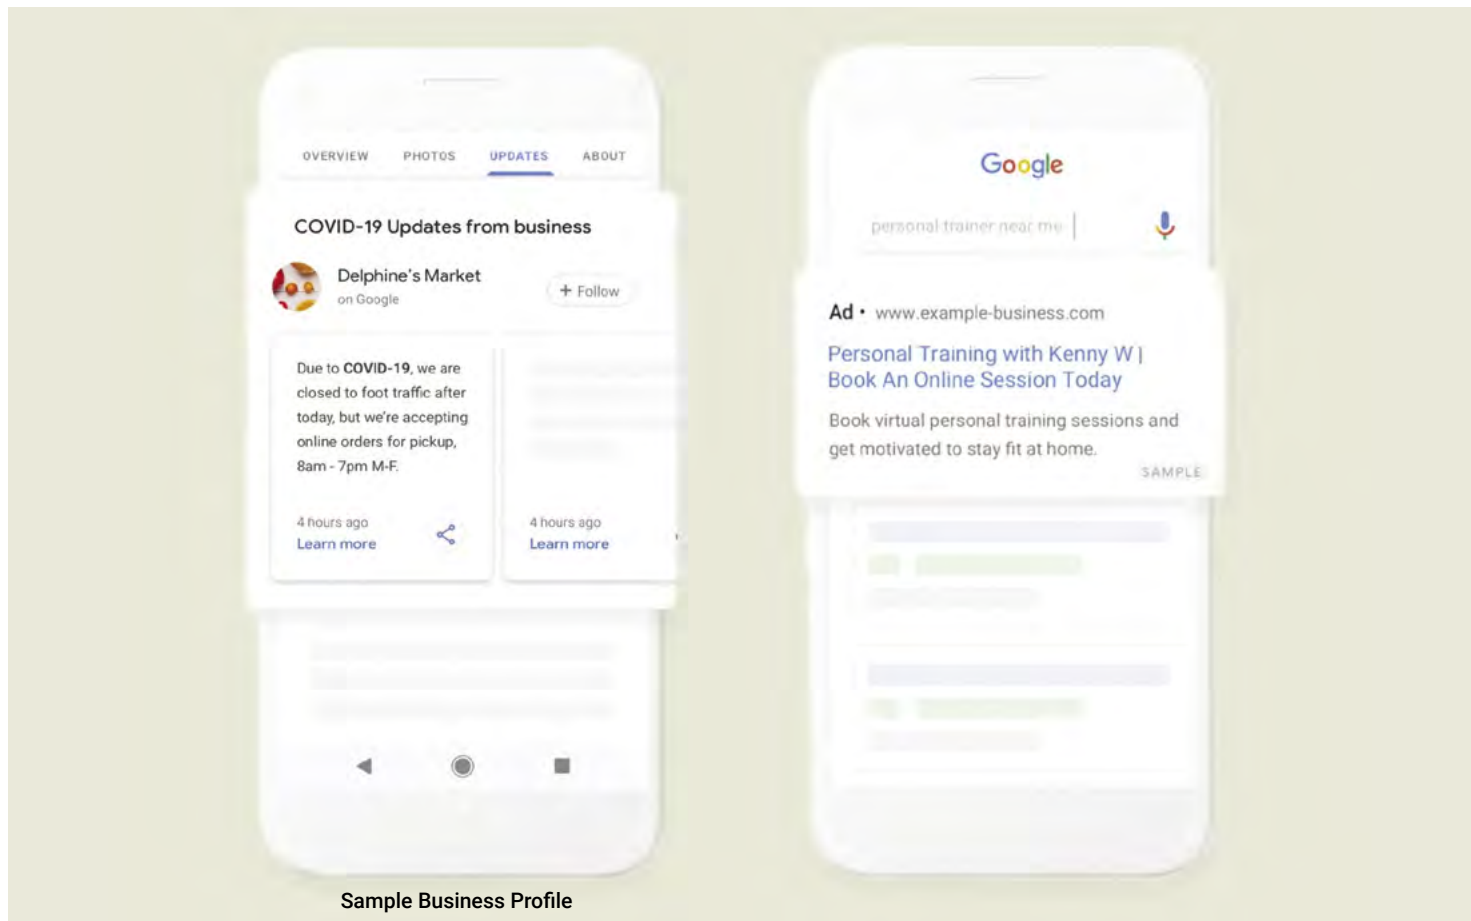 OVERVIEW PHOTOS UPDATES ABOUT
COVID-19 Updates from business
Delphine's Market
on Google
+ Follow
Due to COVID-19, we are
closed to foot traffic after
today, but we're accepting
online orders for pickup,
8am - 7pm M-F.
4 hours ago
Learn more
4 hours ago
Learn more
Sample Business Profile
Google
personal trainer near me
Ad • www.example-business.com
Personal Training with Kenny W |
Book An Online Session Today
Book virtual personal training sessions and
get motivated to stay fit at home.
SAMPLE